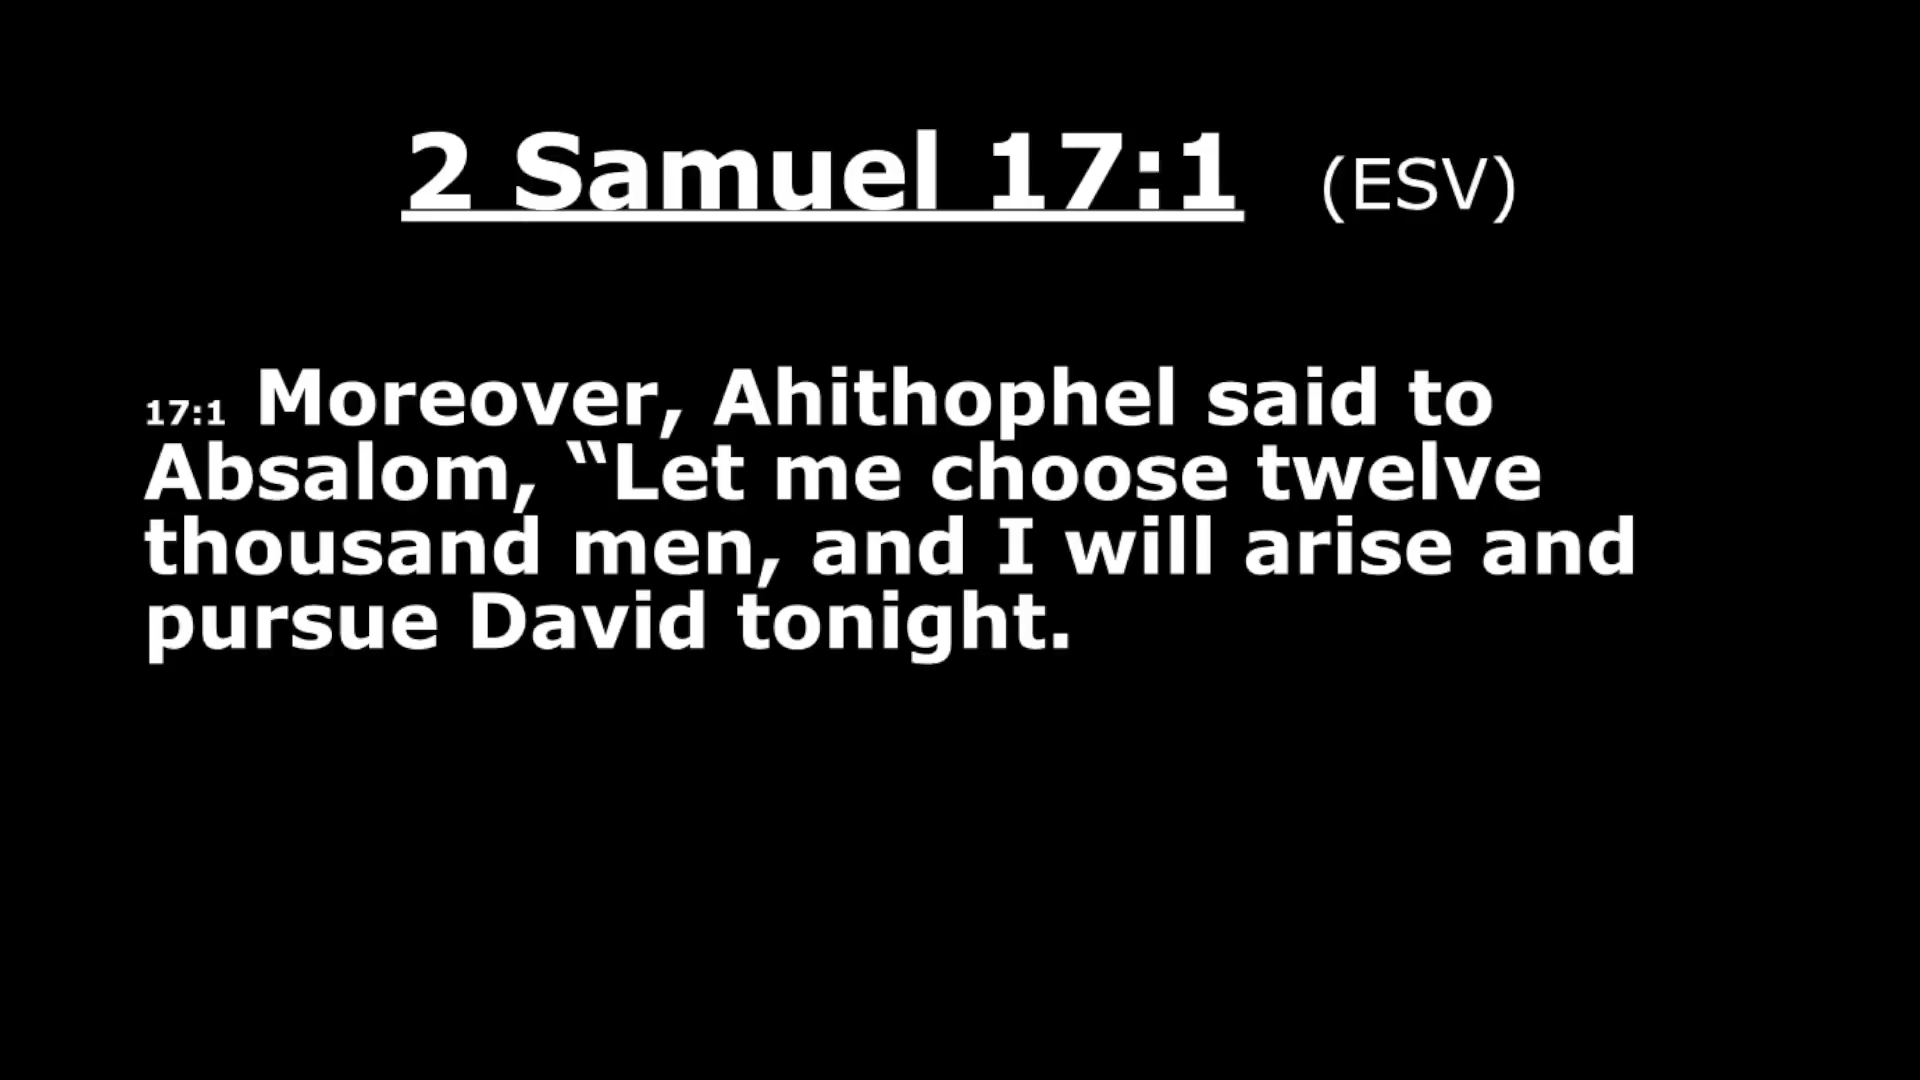 2 Samuel 17:1 (ESV)
17:1 Moreover, Ahithophel said to
Absalom, “Let me choose twelve
thousand men, and I will arise and
pursue David tonight.